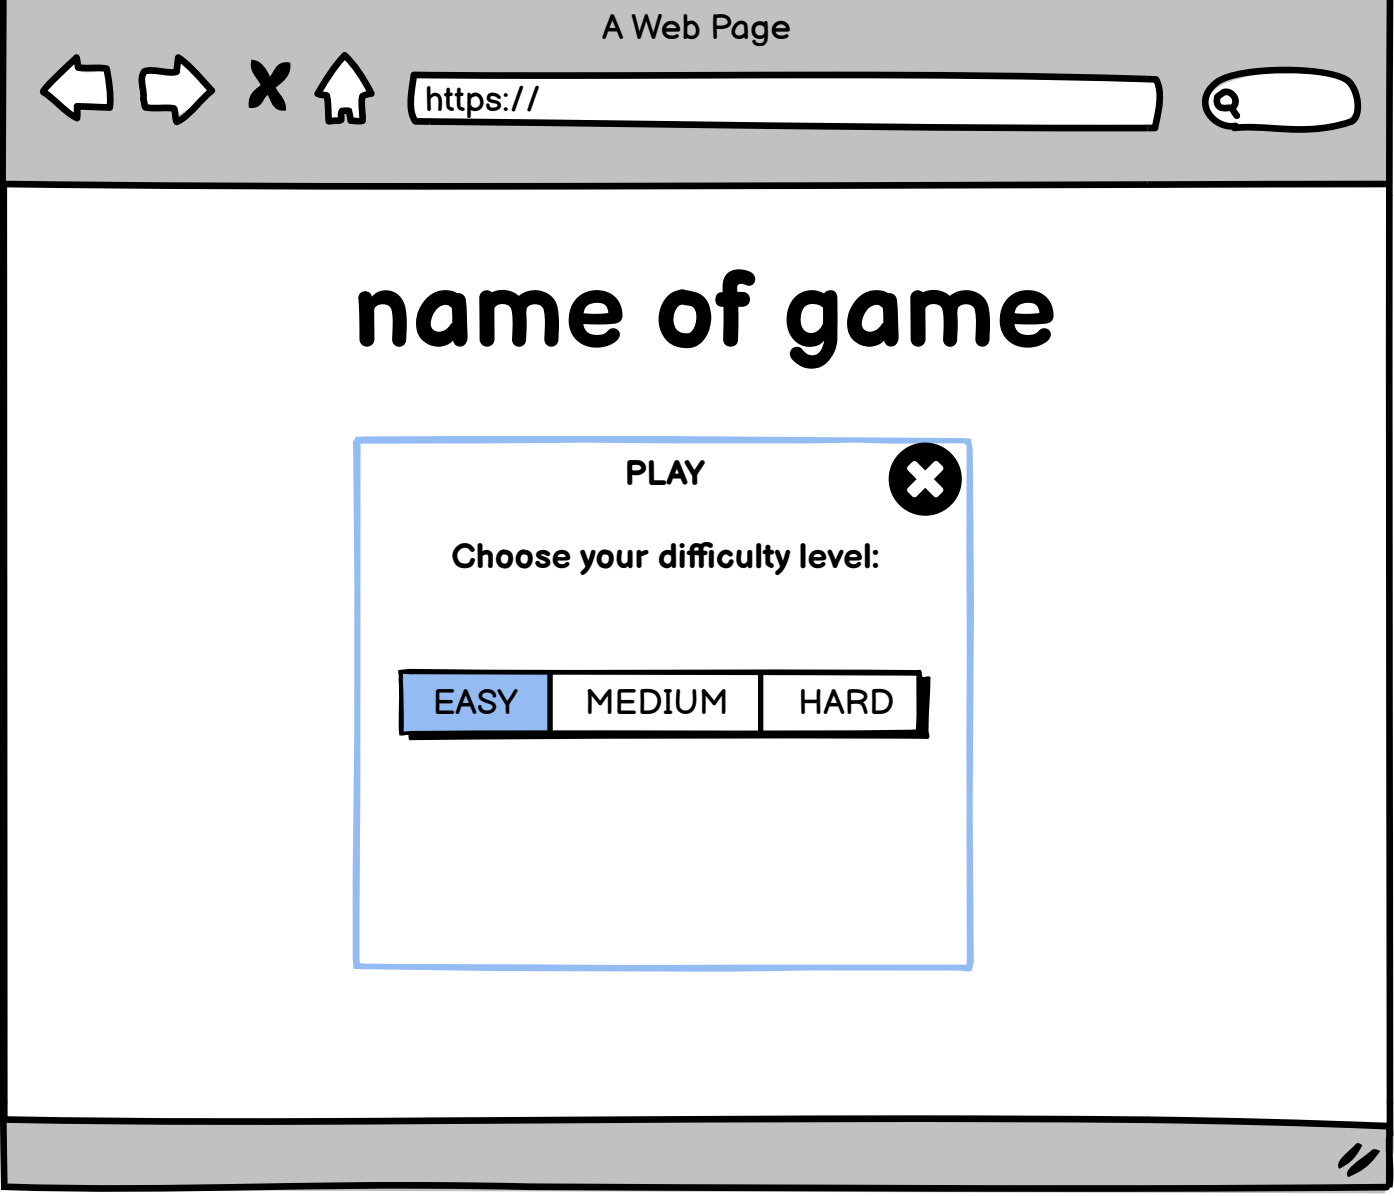 A Web Page
https://
name of game
PLAY
Choose your difficulty level:
EASY MEDIUM HARD